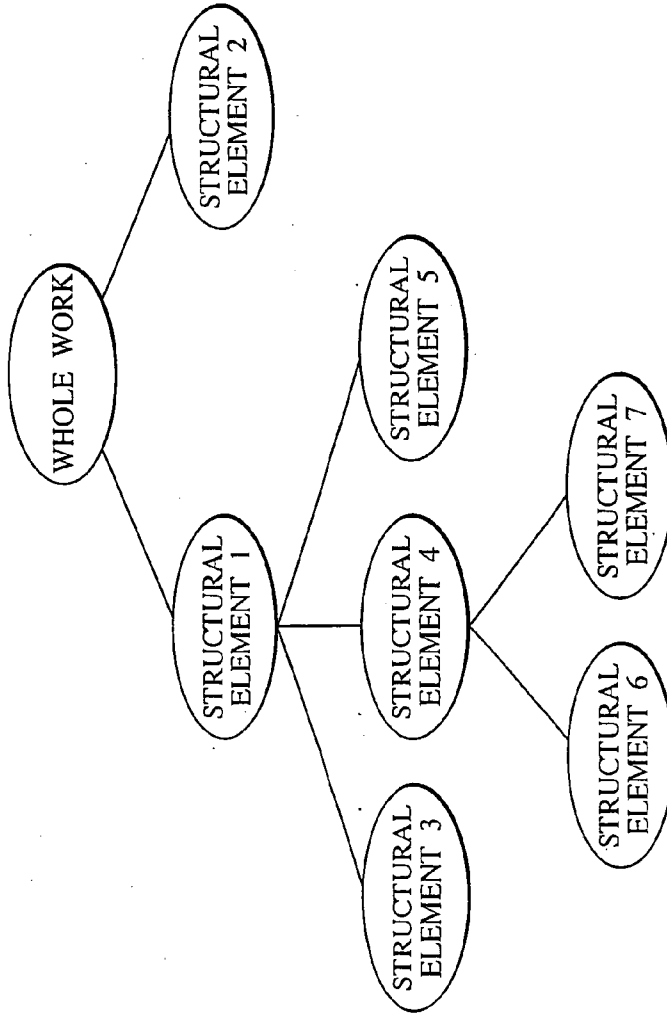 WHOLE WORK
STRUCTURAL
ELEMENT 1
STRUCTURAL
ELEMENT 2
STRUCTURAL
ELEMENT 3
STRUCTURAL
ELEMENT 4
STRUCTURAL
ELEMENT 5
STRUCTURAL
ELEMENT 6
STRUCTURAL
ELEMENT 7